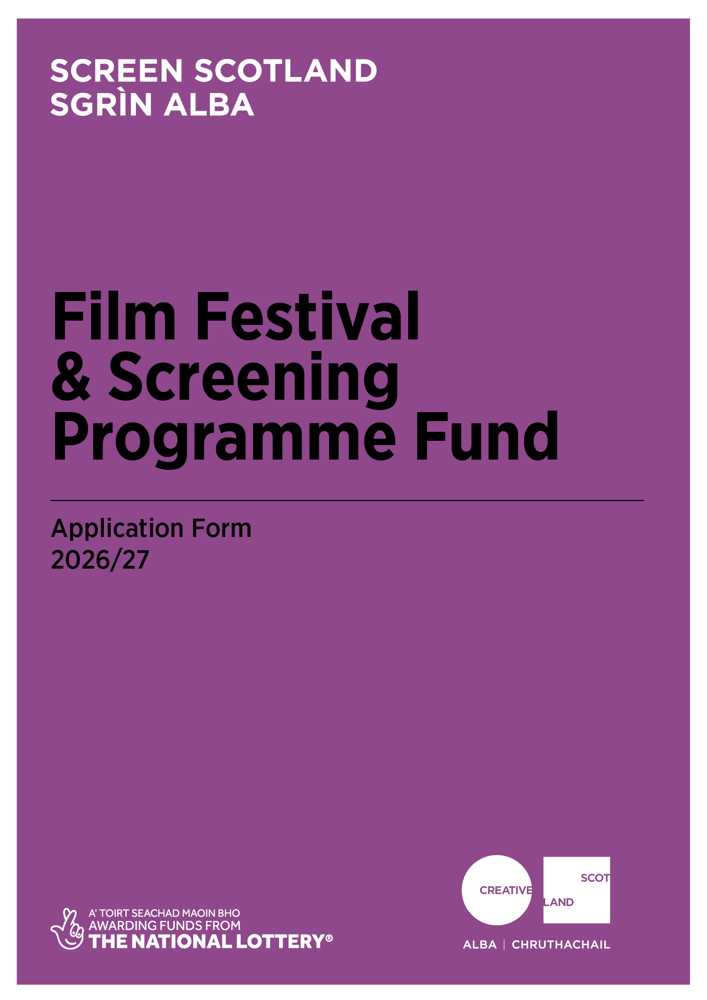 SCREEN SCOTLAND
SGRÌN ALBA
Film Festival
& Screening
Programme Fund
Application Form
2026/27
A' TOIRT SEACHAD MAOIN BHO
AWARDING FUNDS FROM
THE NATIONAL LOTTERY®
CREATIVE
SCOT
LAND
ALBA | CHRUTHACHAIL